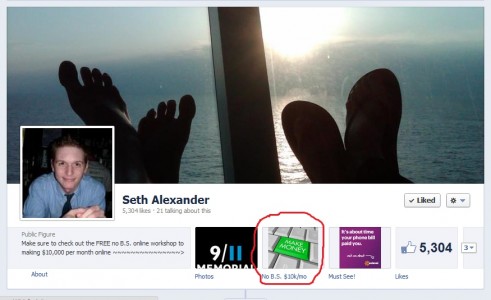 Seth Alexander
5,304 likes · 21 talking about this
Liked
Public Figure
Make sure to check out the FREE no B.S. online workshop to
making $10,000 per month online ~~~~~~~~~~~~~~~~~~>
About
9/11
MEMORIAL
Photos
MAKE
MONEY
No B.S. $10k/mo
It's about time
your phone bill
paid you.
Must See!
5,304
Likes
3